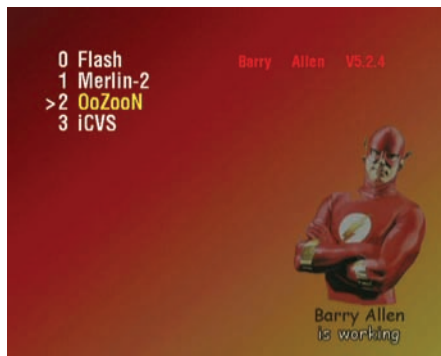 0 Flash
1 Merlin-2
>2 OoZooN
3 iCVS
Barry Allen V5.2.4
Barry Allen
is working